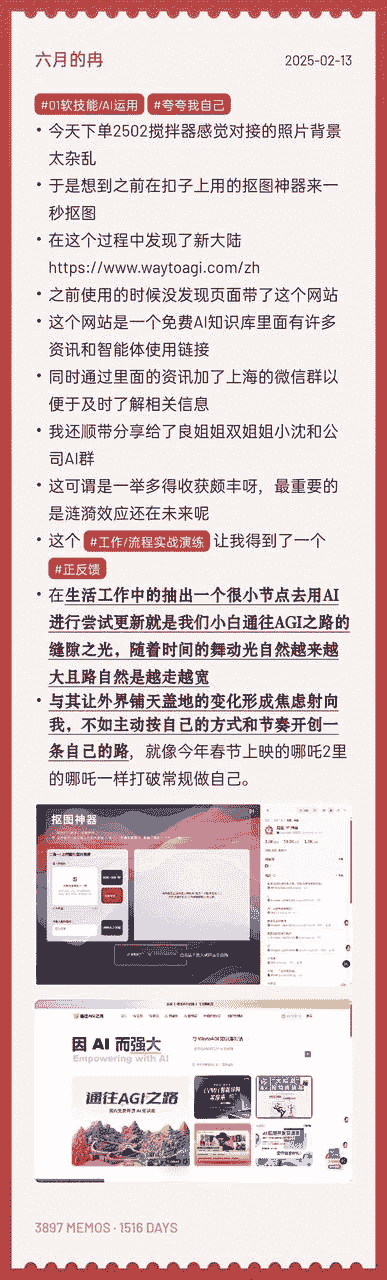 六月的冉
2025-02-13
#01软技能/AI运用 #夸夸我自己
• 今天下单2502搅拌器感觉对接的照片背景
太杂乱
• 于是想到之前在扣子上用的抠图神器来一
秒抠图
• 在这个过程中发现了新大陆
https://www.waytoagi.com/zh
• 之前使用的时候没发现页面带了这个网站
• 这个网站是一个免费AI知识库里面有许多
资讯和智能体使用链接
• 同时通过里面的资讯加了上海的微信群以
便于及时了解相关信息
• 我还顺带分享给了良姐姐双姐姐小沈和公
司AI群
• 这可谓是一举多得收获颇丰呀，最重要的
是涟漪效应还在未来呢
• 这个 #工作/流程实战演练 让我得到了一个
#正反馈
• 在生活工作中的抽出一个很小节点去用AI
进行尝试更新就是我们小白通往AGI之路的
缝隙之光，随着时间的舞动光自然越来越
大且路自然是越走越宽
• 与其让外界铺天盖地的变化形成焦虑射向
我，不如主动按自己的方式和节奏开创一
条自己的路，就像今年春节上映的哪吒2里
的哪吒一样打破常规做自己。
抠图神器
因 AI 而强大
Empowering with AI
通往AGI之路
3897 MEMOS · 1516 DAYS